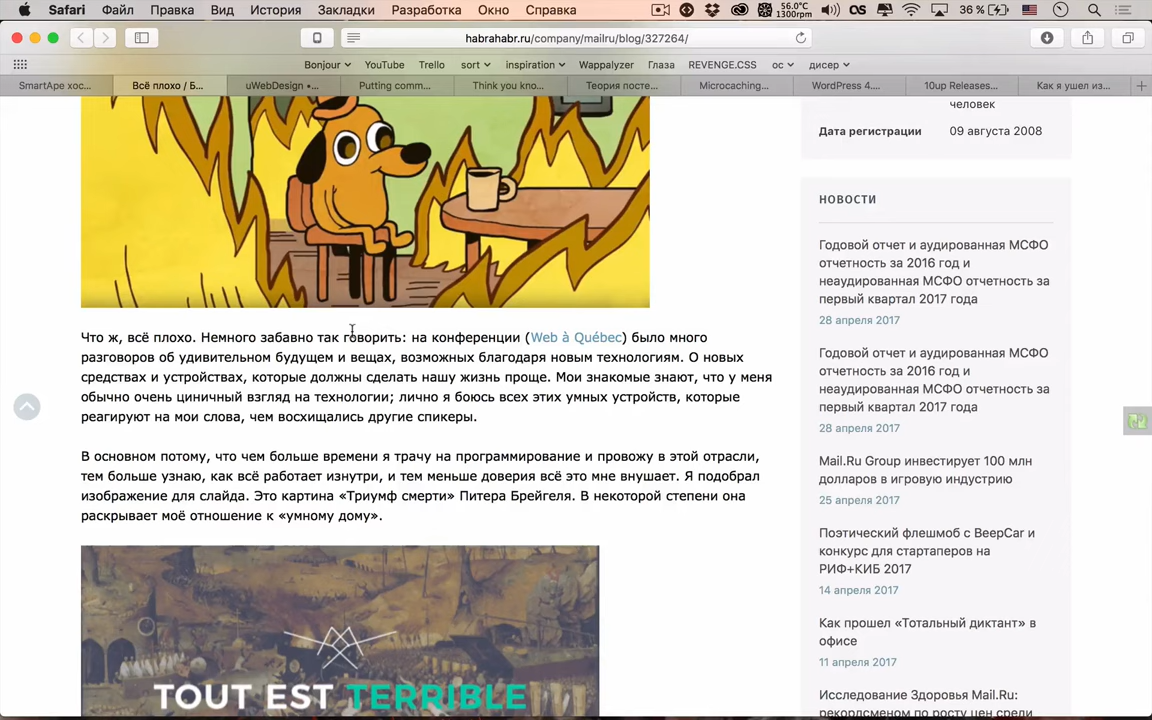 Safari Файл Правка Вид История Закладки Разработка Окно Справка 56.0°C 1300rpm 36 %
habrahabr.ru/company/mailru/blog/327264/
Bonjour YouTube Trello sort inspiration Wappalyzer Глаза REVENGE.CSS ос дисер
SmartApe хос... Всё плохо / Б... uWebDesign •... Putting comm... Think you kno... Теория посте... Microcaching... WordPress 4.... 10up Releases... Как я ушел из...
человек
Дата регистрации 09 августа 2008
НОВОСТИ
Годовой отчет и аудированная МСФО
отчетность за 2016 год и
неаудированная МСФО отчетность за
первый квартал 2017 года
28 апреля 2017
Годовой отчет и аудированная МСФО
отчетность за 2016 год и
неаудированная МСФО отчетность за
первый квартал 2017 года
28 апреля 2017
Mail.Ru Group инвестирует 100 млн
долларов в игровую индустрию
25 апреля 2017
Поэтический флешмоб с BeepCar и
конкурс для стартаперов на
РИФ+КИБ 2017
14 апреля 2017
Как прошел «Тотальный диктант» в
офисе
11 апреля 2017
Исследование Здоровья Mail.Ru:
рекордсменом по росту цен среди
Что ж, всё плохо. Немного забавно так говорить: на конференции (Web à Québec) было много
разговоров об удивительном будущем и вещах, возможных благодаря новым технологиям. О новых
средствах и устройствах, которые должны сделать нашу жизнь проще. Мои знакомые знают, что у меня
обычно очень циничный взгляд на технологии; лично я боюсь всех этих умных устройств, которые
реагируют на мои слова, чем восхищались другие спикеры.
В основном потому, что чем больше времени я трачу на программирование и провожу в этой отрасли,
тем больше узнаю, как всё работает изнутри, и тем меньше доверия всё это мне внушает. Я подобрал
изображение для слайда. Это картина «Триумф смерти» Питера Брейгеля. В некоторой степени она
раскрывает моё отношение к «умному дому».
TOUT EST TERRIBLE